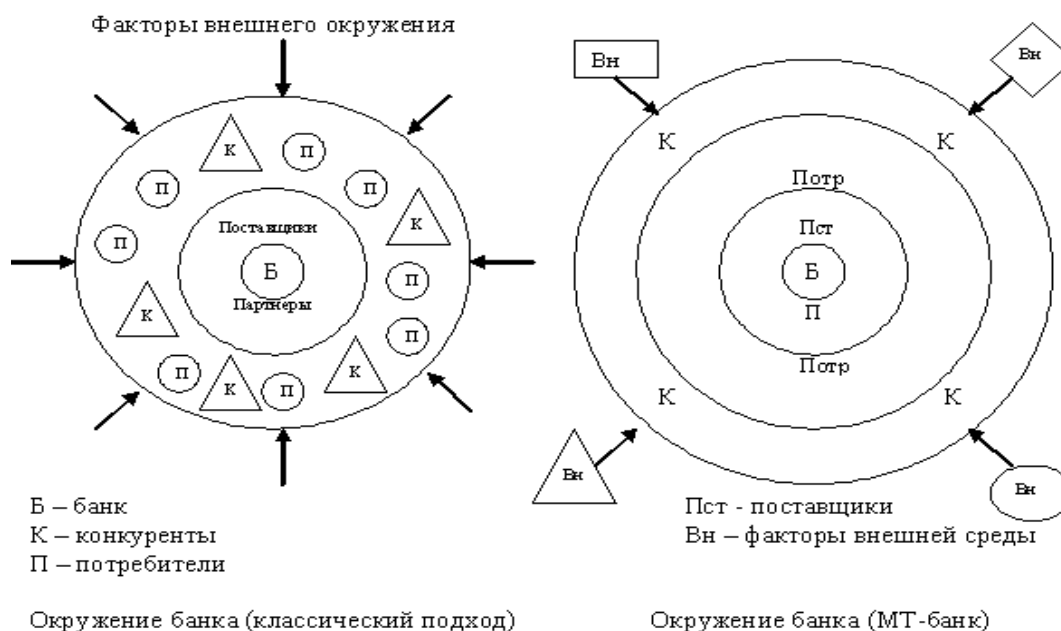 Факторы внешнего окружения
К
П
П
П
П
К
Поставщики
Б
Партнеры
П
К
П
К
П
К
П
Б – банк
К – конкуренты
П – потребители
Окружение банка (классический подход)
Вн
Вн
К
К
Потр
Пст
Б
П
Потр
К
К
Вн
Вн
Пст - поставщики
Вн – факторы внешней среды
Окружение банка (МТ-банк)